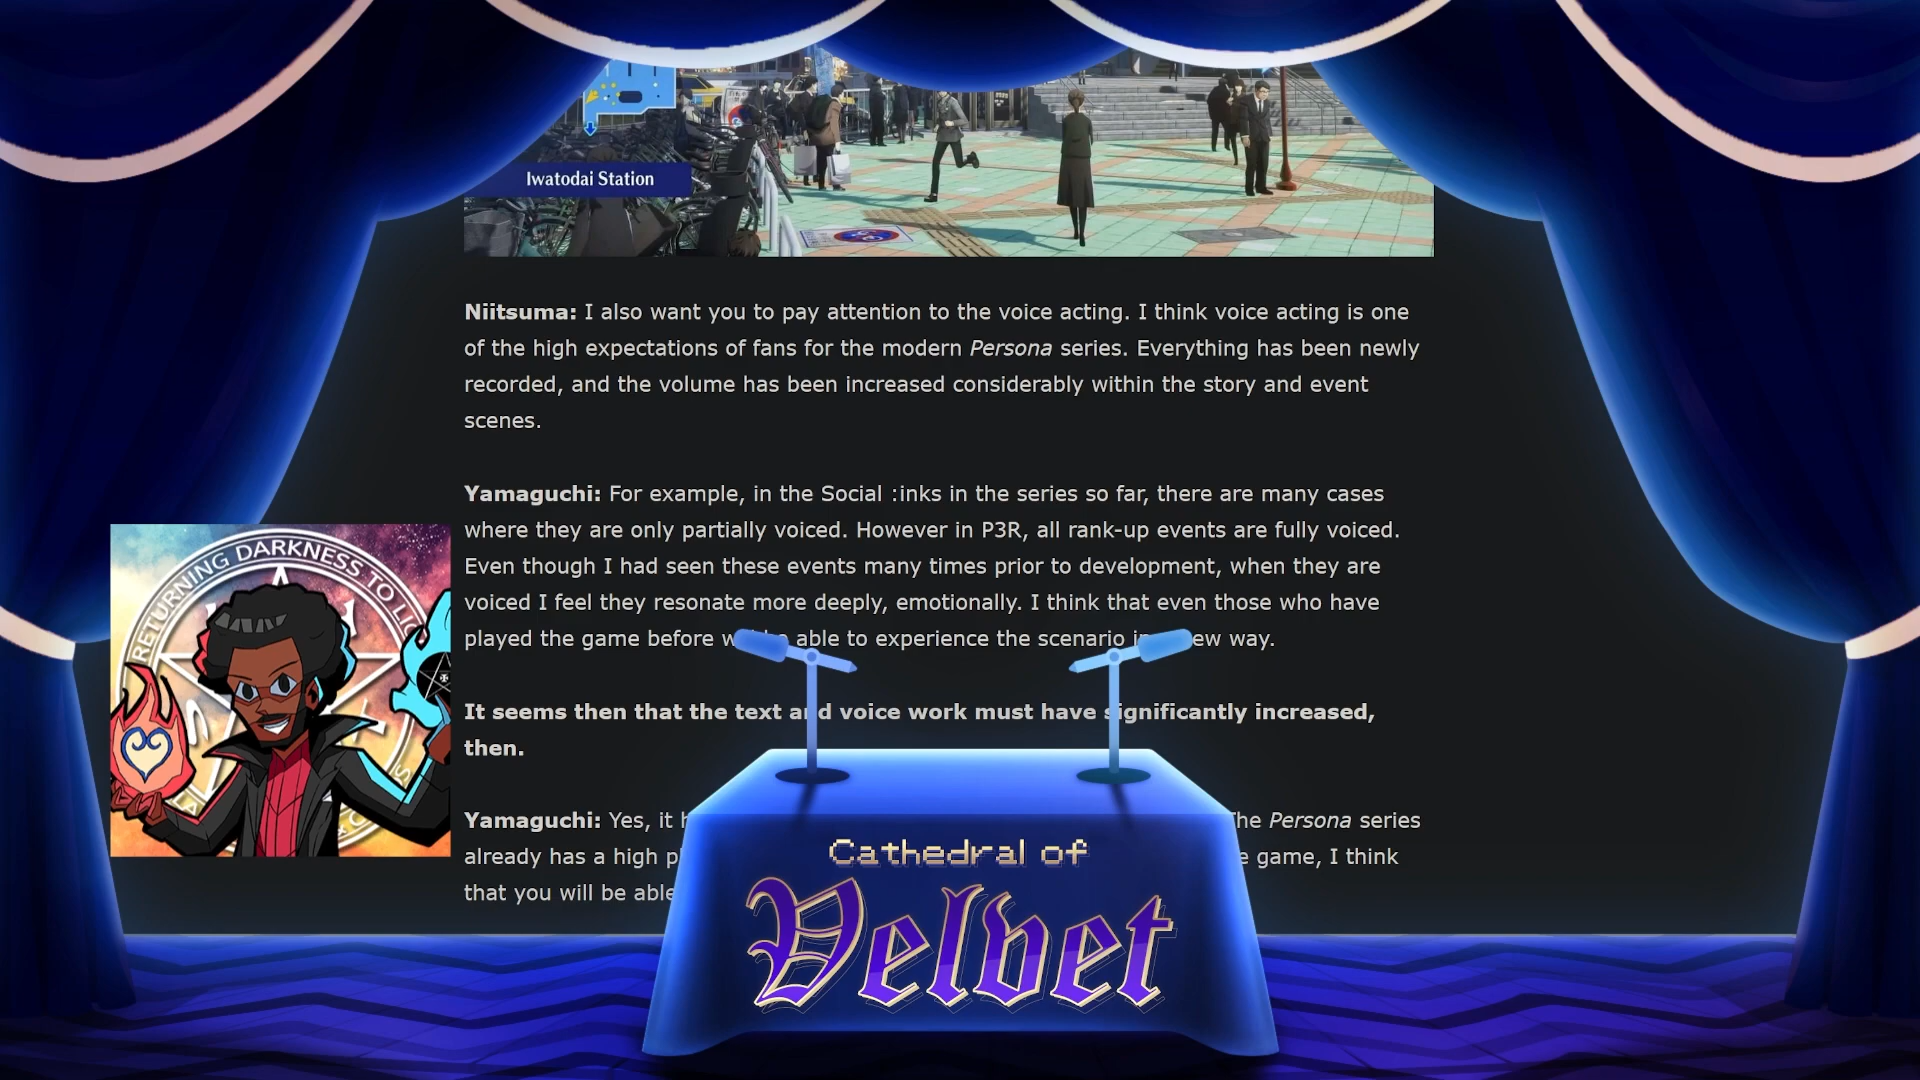 Iwatodai Station
Niitsuma: I also want you to pay attention to the voice acting. I think voice acting is one
of the high expectations of fans for the modern Persona series. Everything has been newly
recorded, and the volume has been increased considerably within the story and event
scenes.
Yamaguchi: For example, in the Social :inks in the series so far, there are many cases
where they are only partially voiced. However in P3R, all rank-up events are fully voiced.
Even though I had seen these events many times prior to development, when they are
voiced I feel they resonate more deeply, emotionally. I think that even those who have
played the game before able to experience the scenario way.
It seems then that the text and voice work must have significantly increased,
then.
Yamaguchi: Yes, it The Persona series
already has a high game, I think
that you will be able
RETURNING DARKNESS TO
Cathedral of
Velvet